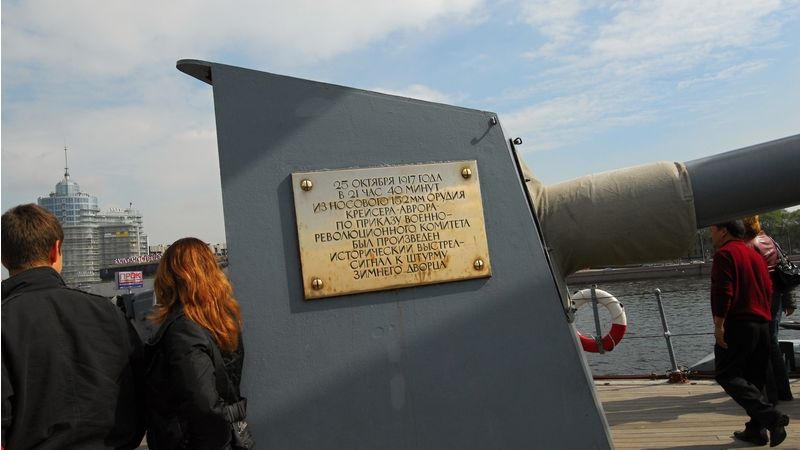 25 ОКТЯБРЯ 1917 ГОДА
В 21 ЧАС 40 МИНУТ
ИЗ НОСОВОГО 152ММ ОРУДИЯ
КРЕЙСЕРА •АВРОРА•
ПО ПРИКАЗУ ВОЕННО–
РЕВОЛЮЦИОННОГО КОМИТЕТА
БЫЛ ПРОИЗВЕДЕН
ИСТОРИЧЕСКИЙ ВЫСТРЕЛ–
СИГНАЛ К ШТУРМУ
ЗИМНЕГО ДВОРЦА